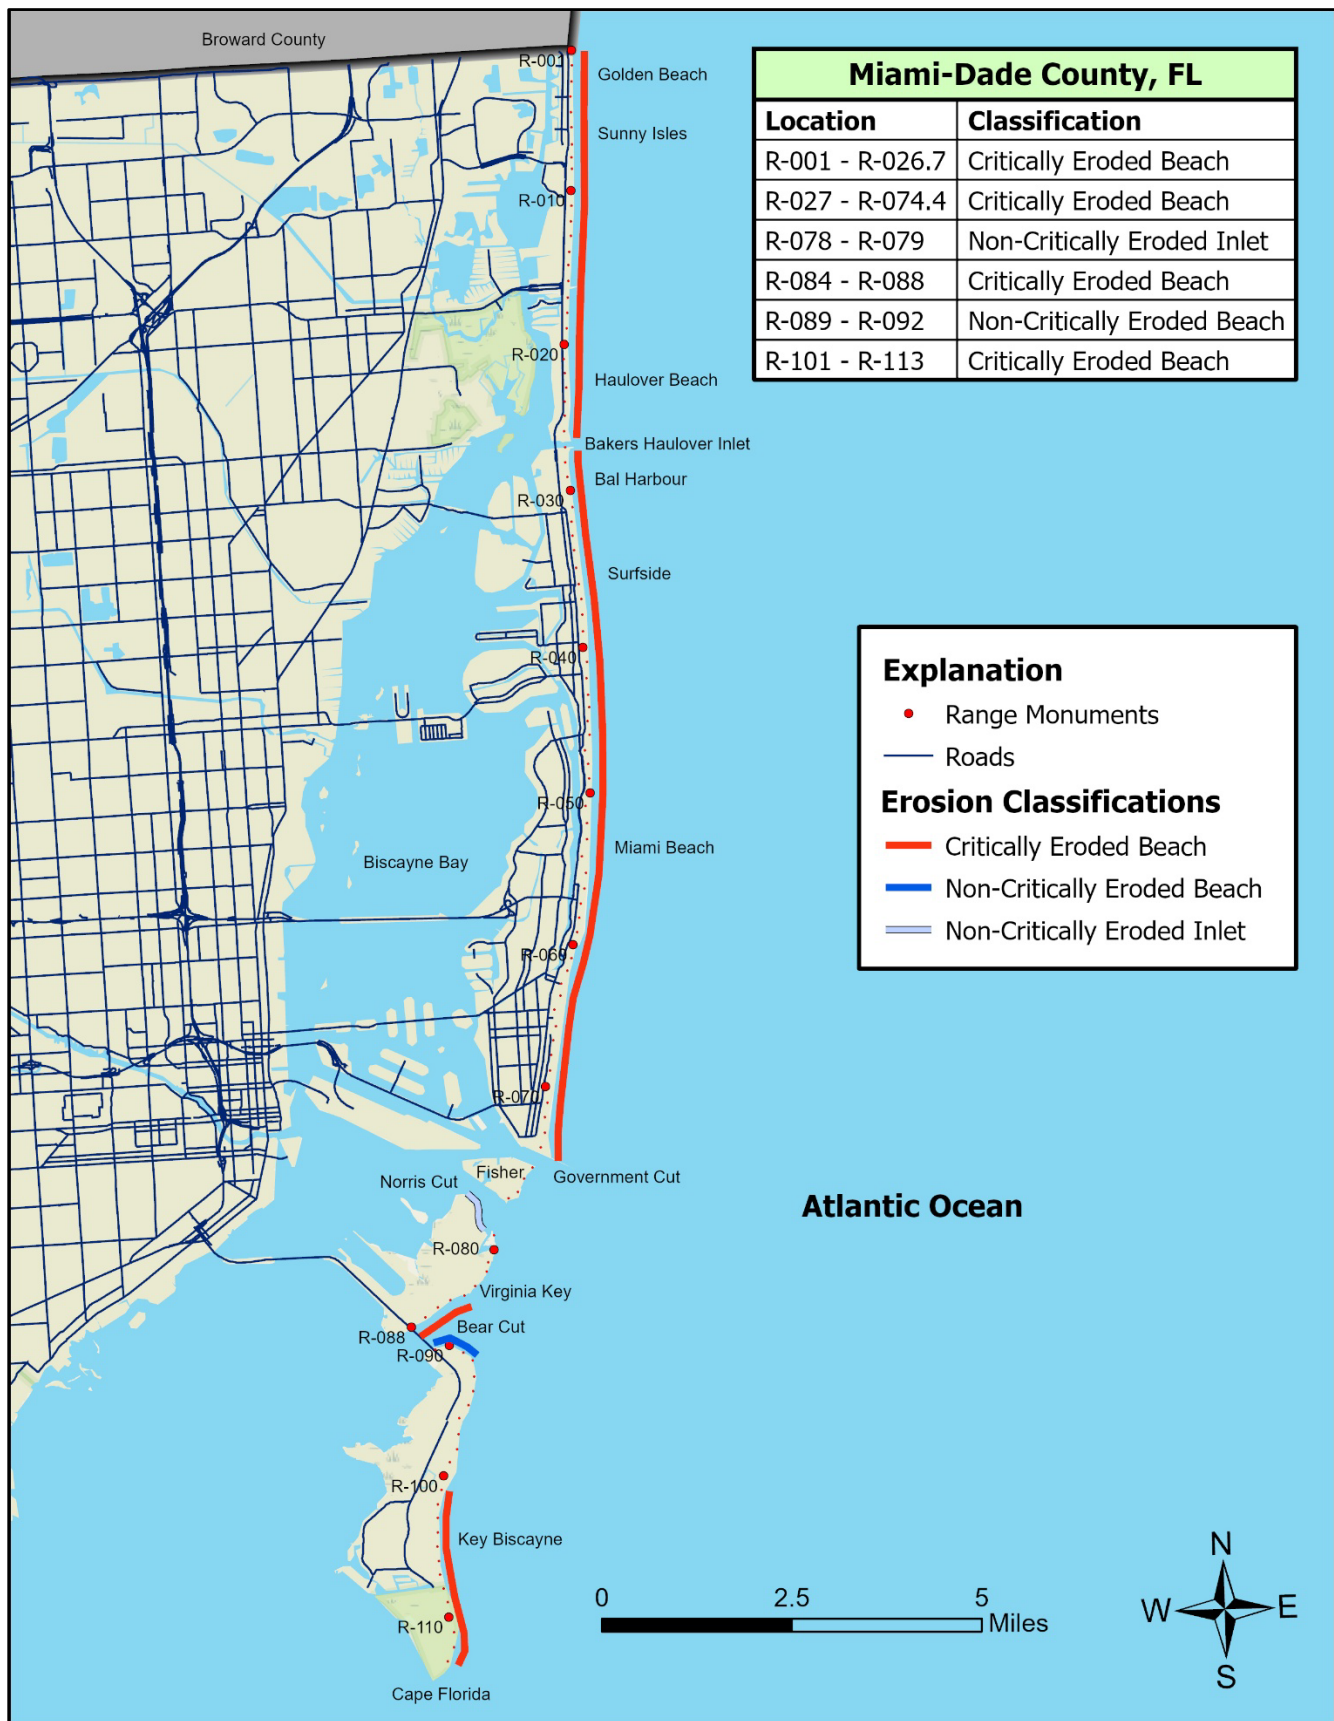 Broward County
R-001
Golden Beach
Sunny Isles
R-010
R-020
Haulover Beach
Bakers Haulover Inlet
Bal Harbour
R-030
Surfside
R-040
R-050
Miami Beach
Biscayne Bay
R-060
R-070
Fisher
Government Cut
Norris Cut
R-080
Virginia Key
Bear Cut
R-088
R-090
R-100
Key Biscayne
R-110
Cape Florida
Miami-Dade County, FL
Location Classification
R-001 - R-026.7 Critically Eroded Beach
R-027 - R-074.4 Critically Eroded Beach
R-078 - R-079 Non-Critically Eroded Inlet
R-084 - R-088 Critically Eroded Beach
R-089 - R-092 Non-Critically Eroded Beach
R-101 - R-113 Critically Eroded Beach
Explanation
Range Monuments
Roads
Erosion Classifications
Critically Eroded Beach
Non-Critically Eroded Beach
Non-Critically Eroded Inlet
Atlantic Ocean
0 2.5 5
Miles
N
W E
S